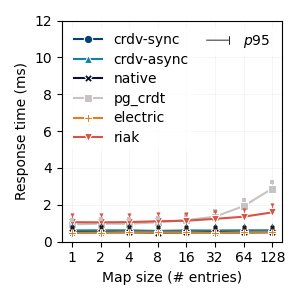 Response time (ms)
12
10
8
6
4
2
0
crdv-sync
crdv-async
native
pg_crdt
electric
riak
p95
1 2 4 8 16 32 64 128
Map size (# entries)